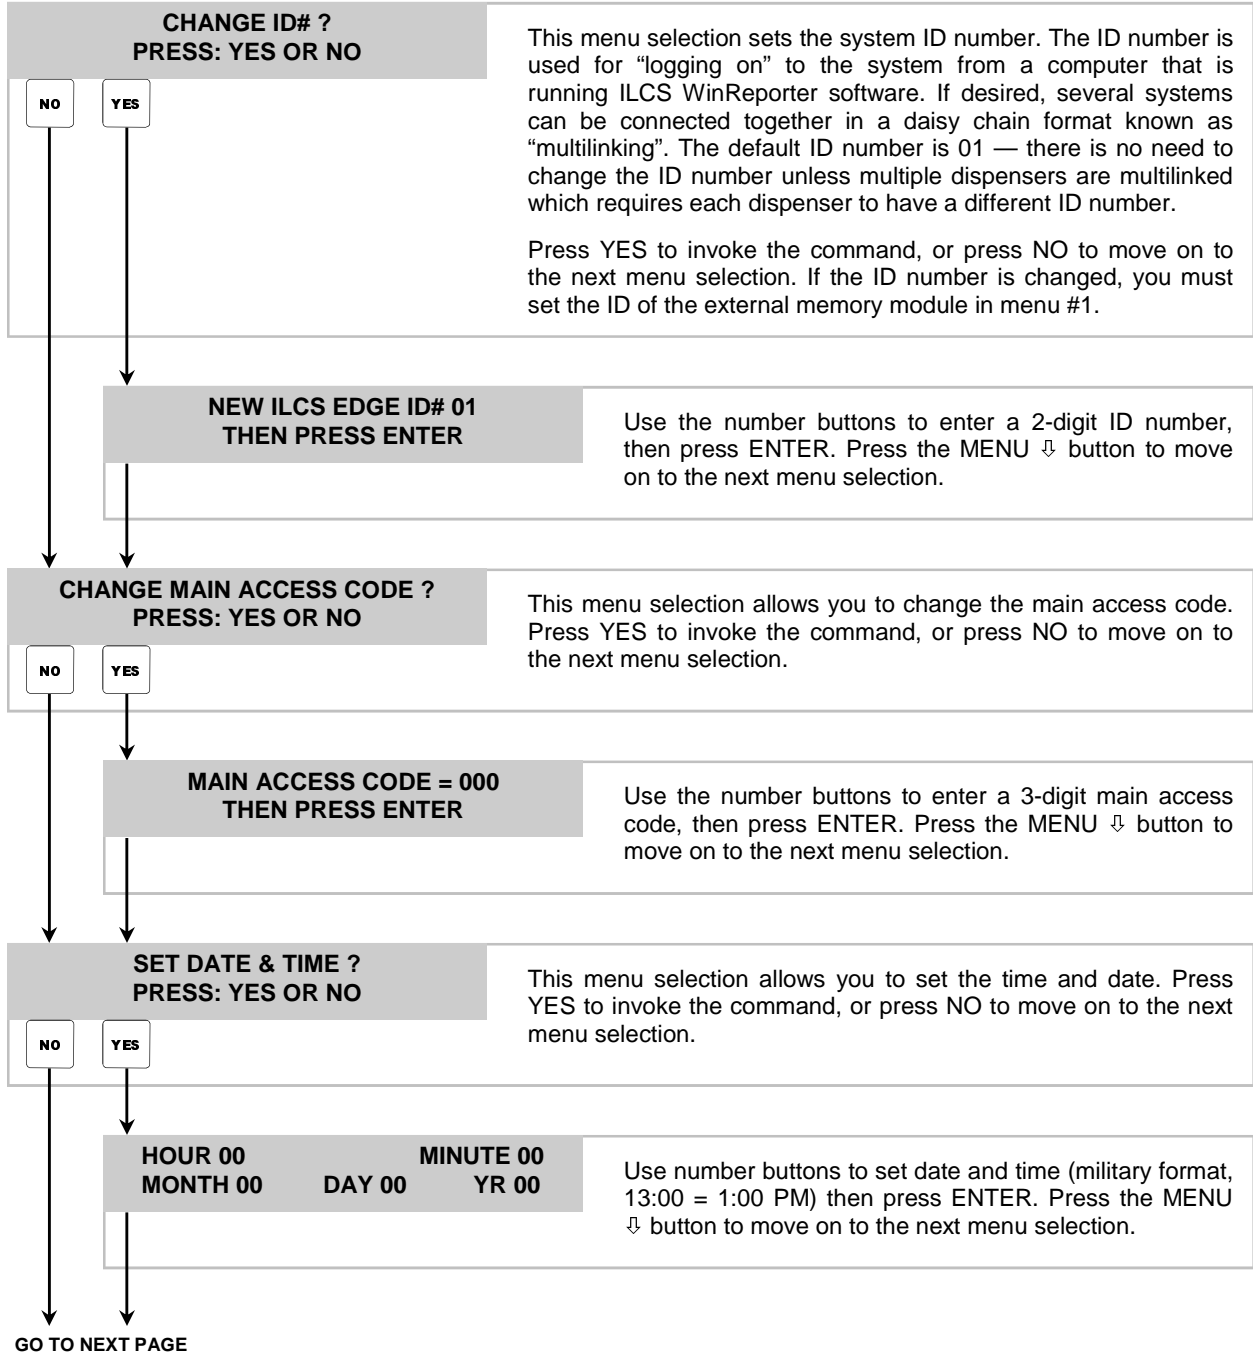 CHANGE ID# ?
PRESS: YES OR NO
NO
YES
This menu selection sets the system ID number. The ID number is
used for “logging on” to the system from a computer that is
running ILCS WinReporter software. If desired, several systems
can be connected together in a daisy chain format known as
“multilinking”. The default ID number is 01 — there is no need to
change the ID number unless multiple dispensers are multilinked
which requires each dispenser to have a different ID number.
Press YES to invoke the command, or press NO to move on to
the next menu selection. If the ID number is changed, you must
set the ID of the external memory module in menu #1.
NEW ILCS EDGE ID# 01
THEN PRESS ENTER
Use the number buttons to enter a 2-digit ID number,
then press ENTER. Press the MENU ⇩ button to move
on to the next menu selection.
CHANGE MAIN ACCESS CODE ?
PRESS: YES OR NO
NO
YES
This menu selection allows you to change the main access code.
Press YES to invoke the command, or press NO to move on to
the next menu selection.
MAIN ACCESS CODE = 000
THEN PRESS ENTER
Use the number buttons to enter a 3-digit main access
code, then press ENTER. Press the MENU ⇩ button to
move on to the next menu selection.
SET DATE & TIME ?
PRESS: YES OR NO
NO
YES
This menu selection allows you to set the time and date. Press
YES to invoke the command, or press NO to move on to the next
menu selection.
HOUR 00 MINUTE 00
MONTH 00 DAY 00 YR 00
Use number buttons to set date and time (military format,
13:00 = 1:00 PM) then press ENTER. Press the MENU
⇩ button to move on to the next menu selection.
GO TO NEXT PAGE